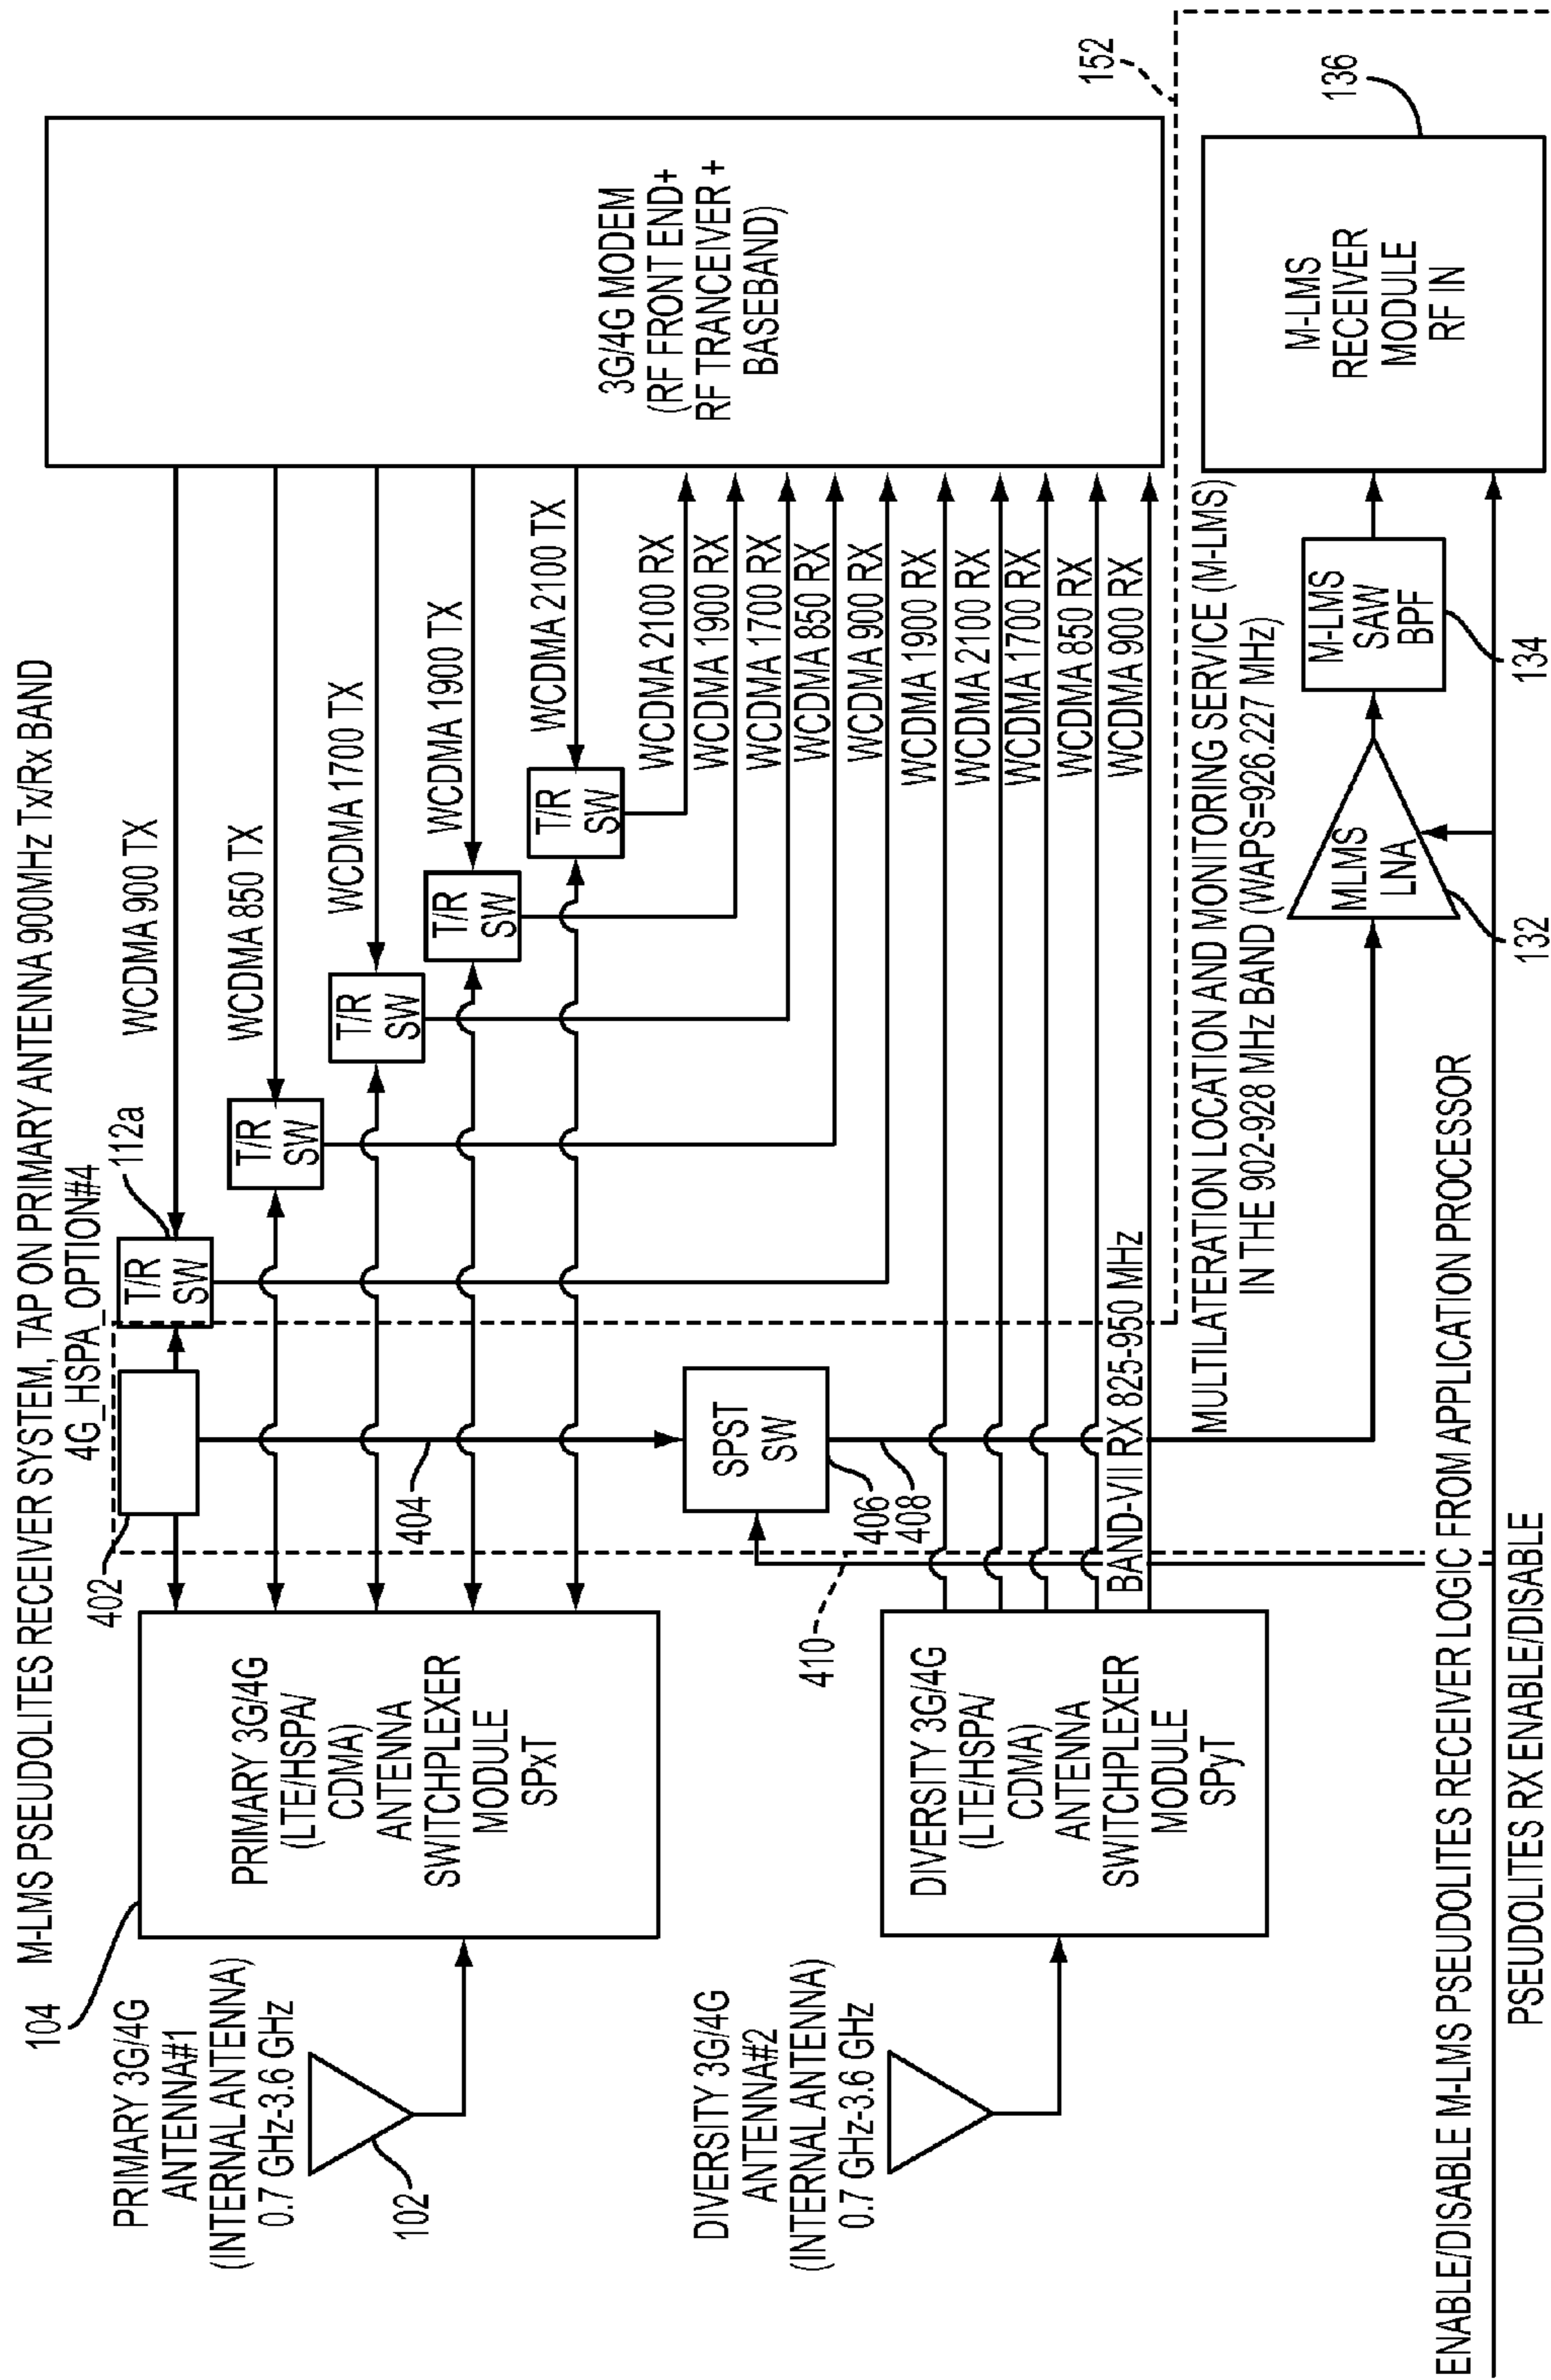 M-LMS PSEUDOLITES RECEIVER SYSTEM, TAP ON PRIMARY ANTENNA 900MHz Tx/Rx BAND
4G_HSPA_OPTION#4
104
PRIMARY 3G/4G
ANTENNA#1
(INTERNAL ANTENNA)
0.7 GHz-3.6 GHz
102
PRIMARY 3G/4G
(LTE/HSPA/
CDMA)
ANTENNA
SWITCHPLEXER
MODULE
SPxT
402
404
T/R
SW
112a
T/R
SW
T/R
SW
T/R
SW
T/R
SW
WCDMA 900 TX
WCDMA 850 TX
WCDMA 1700 TX
WCDMA 1900 TX
WCDMA 2100 TX
WCDMA 2100 RX
WCDMA 1900 RX
WCDMA 1700 RX
WCDMA 850 RX
WCDMA 900 RX
WCDMA 1900 RX
WCDMA 2100 RX
WCDMA 1700 RX
WCDMA 850 RX
WCDMA 900 RX
3G/4G MODEM
(RF FRONT END+
RF TRANCEIVER +
BASEBAND)
152
DIVERSITY 3G/4G
ANTENNA#2
(INTERNAL ANTENNA)
0.7 GHz-3.6 GHz
DIVERSITY 3G/4G
(LTE/HSPA/
CDMA)
ANTENNA
SWITCHPLEXER
MODULE
SPyT
410
SPST
SW
406
408
BAND-VII RX 825-950 MHz
MULTILATERATION LOCATION AND MONITORING SERVICE (M-LMS)
IN THE 902-928 MHz BAND (WAPS=926.227 MHz)
MLMS
LNA
132
M-LMS
SAW
BPF
134
M-LMS
RECEIVER
MODULE
RF IN
136
ENABLE/DISABLE M-LMS PSEUDOLITES RECEIVER LOGIC FROM APPLICATION PROCESSOR
PSEUDOLITES RX ENABLE/DISABLE